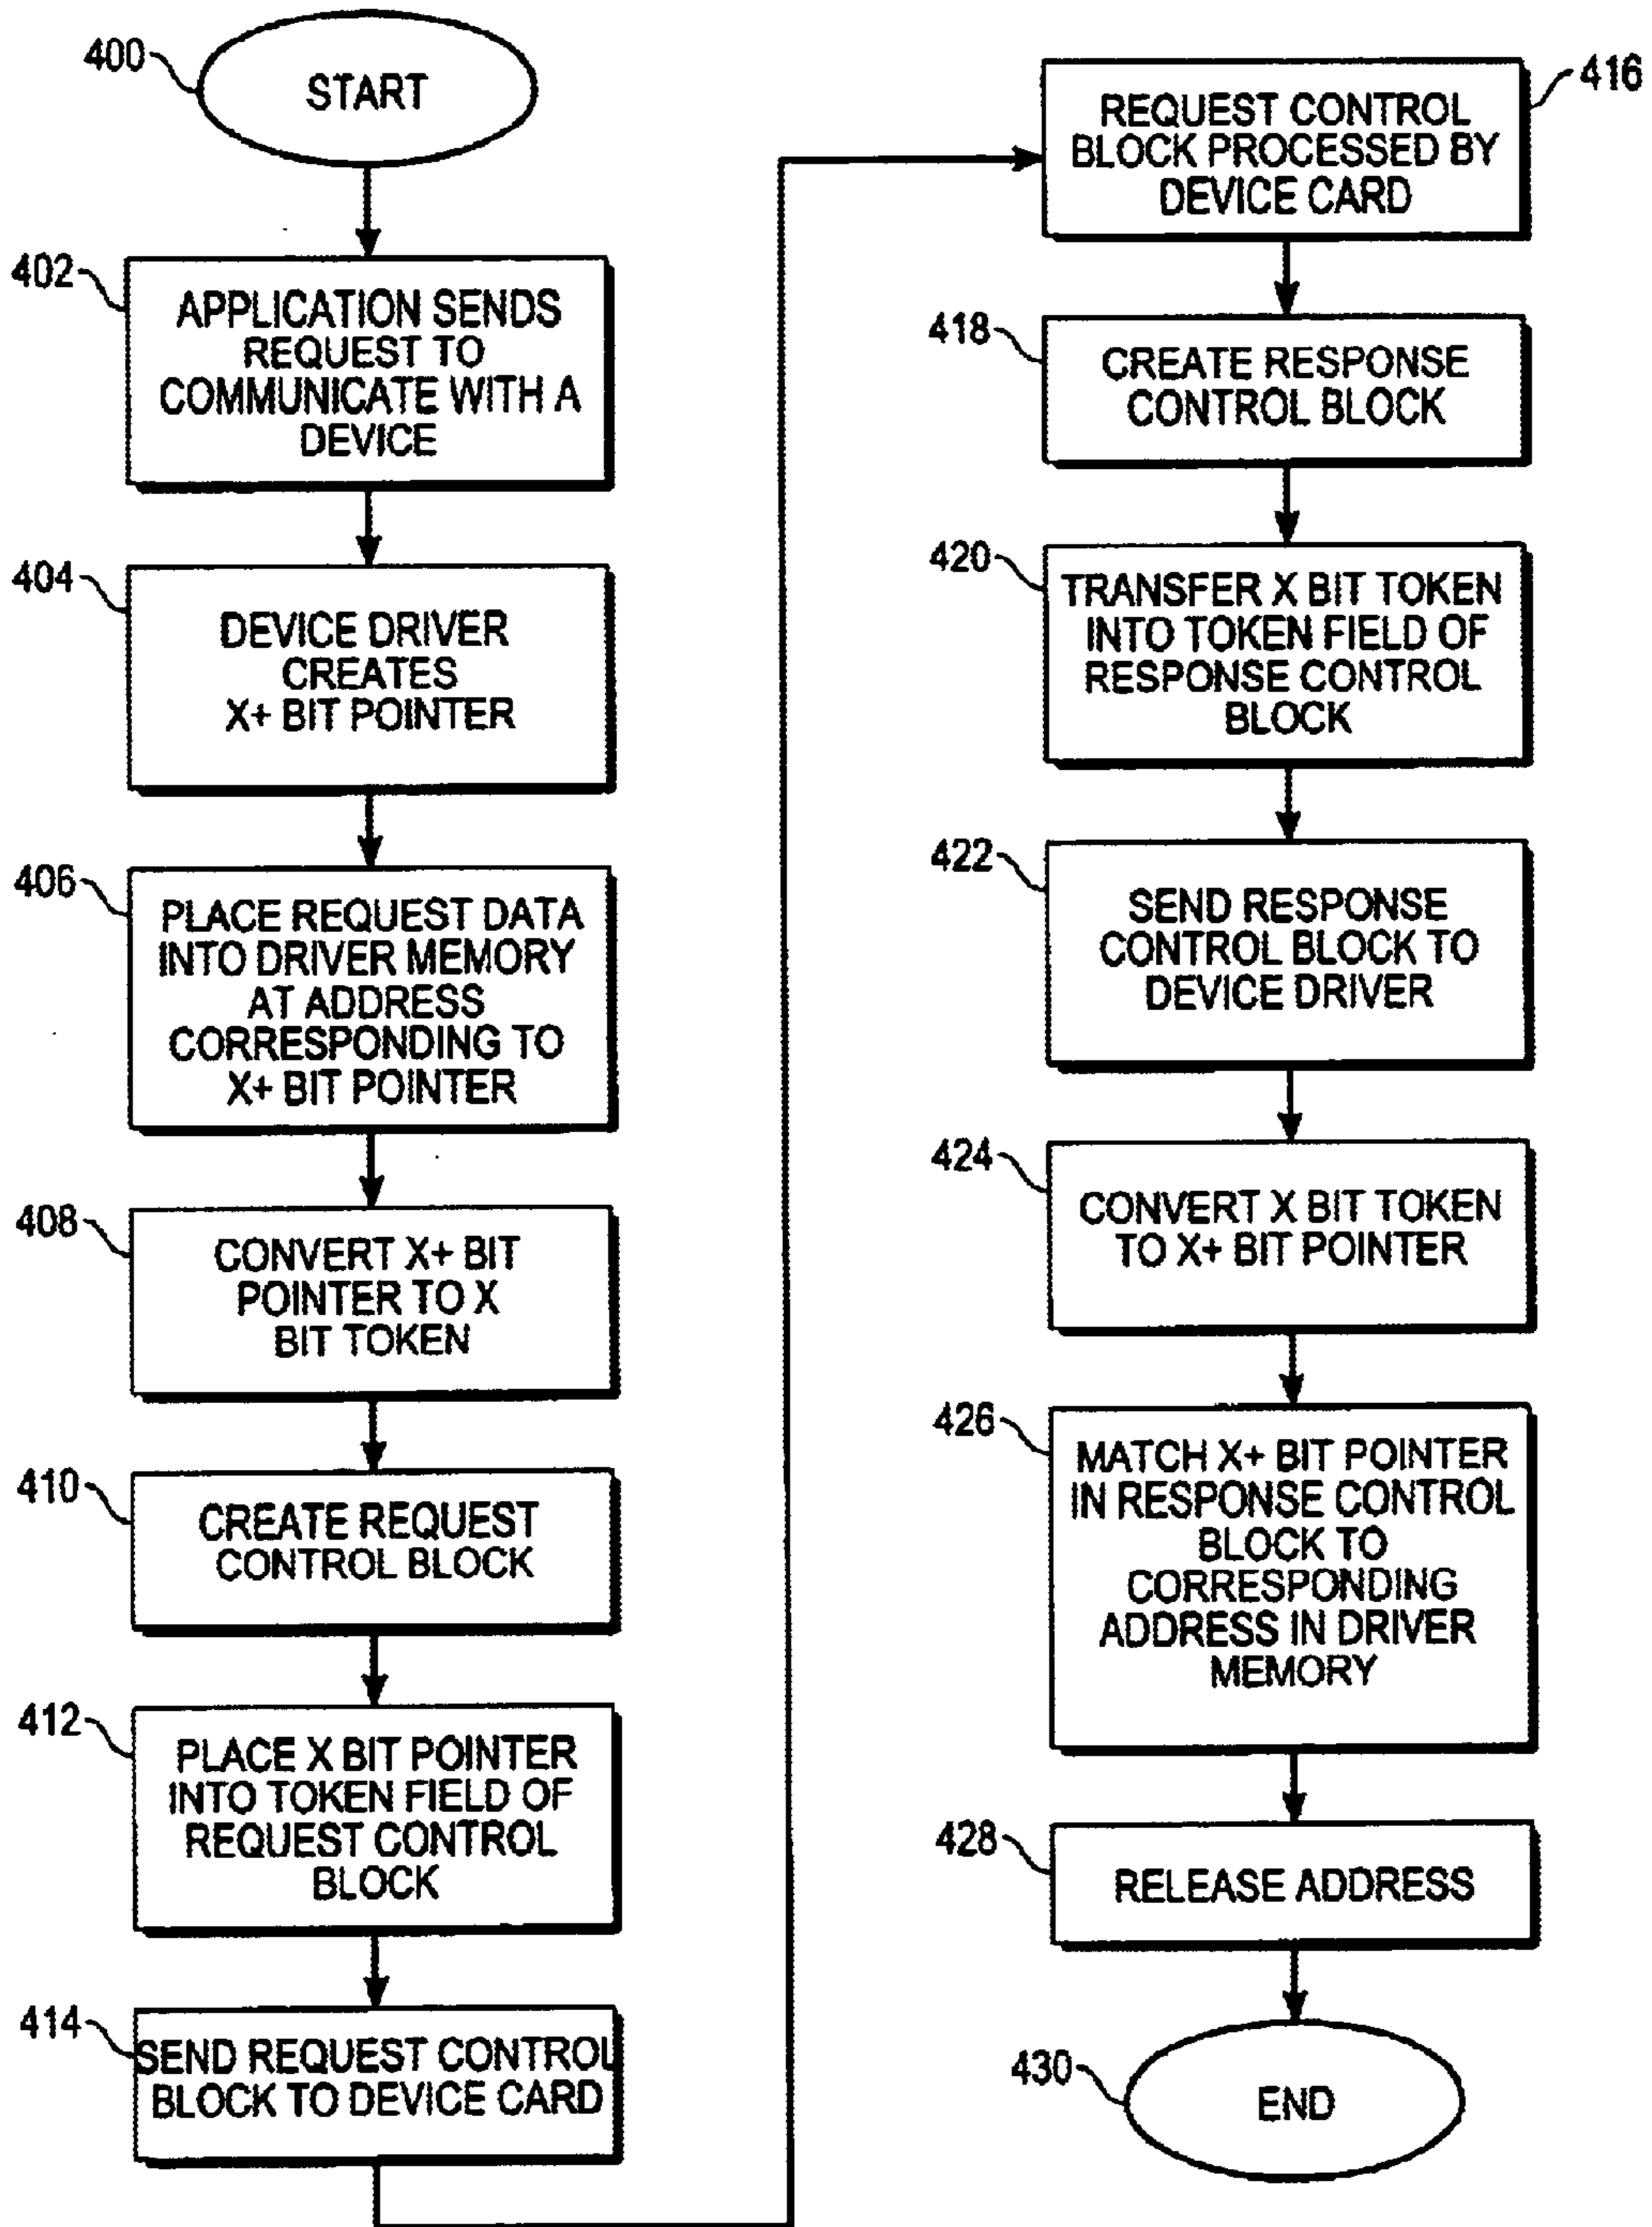 400
START
402
APPLICATION SENDS
REQUEST TO
COMMUNICATE WITH A
DEVICE
404
DEVICE DRIVER
CREATES
X+ BIT POINTER
406
PLACE REQUEST DATA
INTO DRIVER MEMORY
AT ADDRESS
CORRESPONDING TO
X+ BIT POINTER
408
CONVERT X+ BIT
POINTER TO X
BIT TOKEN
410
CREATE REQUEST
CONTROL BLOCK
412
PLACE X BIT POINTER
INTO TOKEN FIELD OF
REQUEST CONTROL
BLOCK
414
SEND REQUEST CONTROL
BLOCK TO DEVICE CARD
416
REQUEST CONTROL
BLOCK PROCESSED BY
DEVICE CARD
418
CREATE RESPONSE
CONTROL BLOCK
420
TRANSFER X BIT TOKEN
INTO TOKEN FIELD OF
RESPONSE CONTROL
BLOCK
422
SEND RESPONSE
CONTROL BLOCK TO
DEVICE DRIVER
424
CONVERT X BIT TOKEN
TO X+ BIT POINTER
426
MATCH X+ BIT POINTER
IN RESPONSE CONTROL
BLOCK TO
CORRESPONDING
ADDRESS IN DRIVER
MEMORY
428
RELEASE ADDRESS
430
END